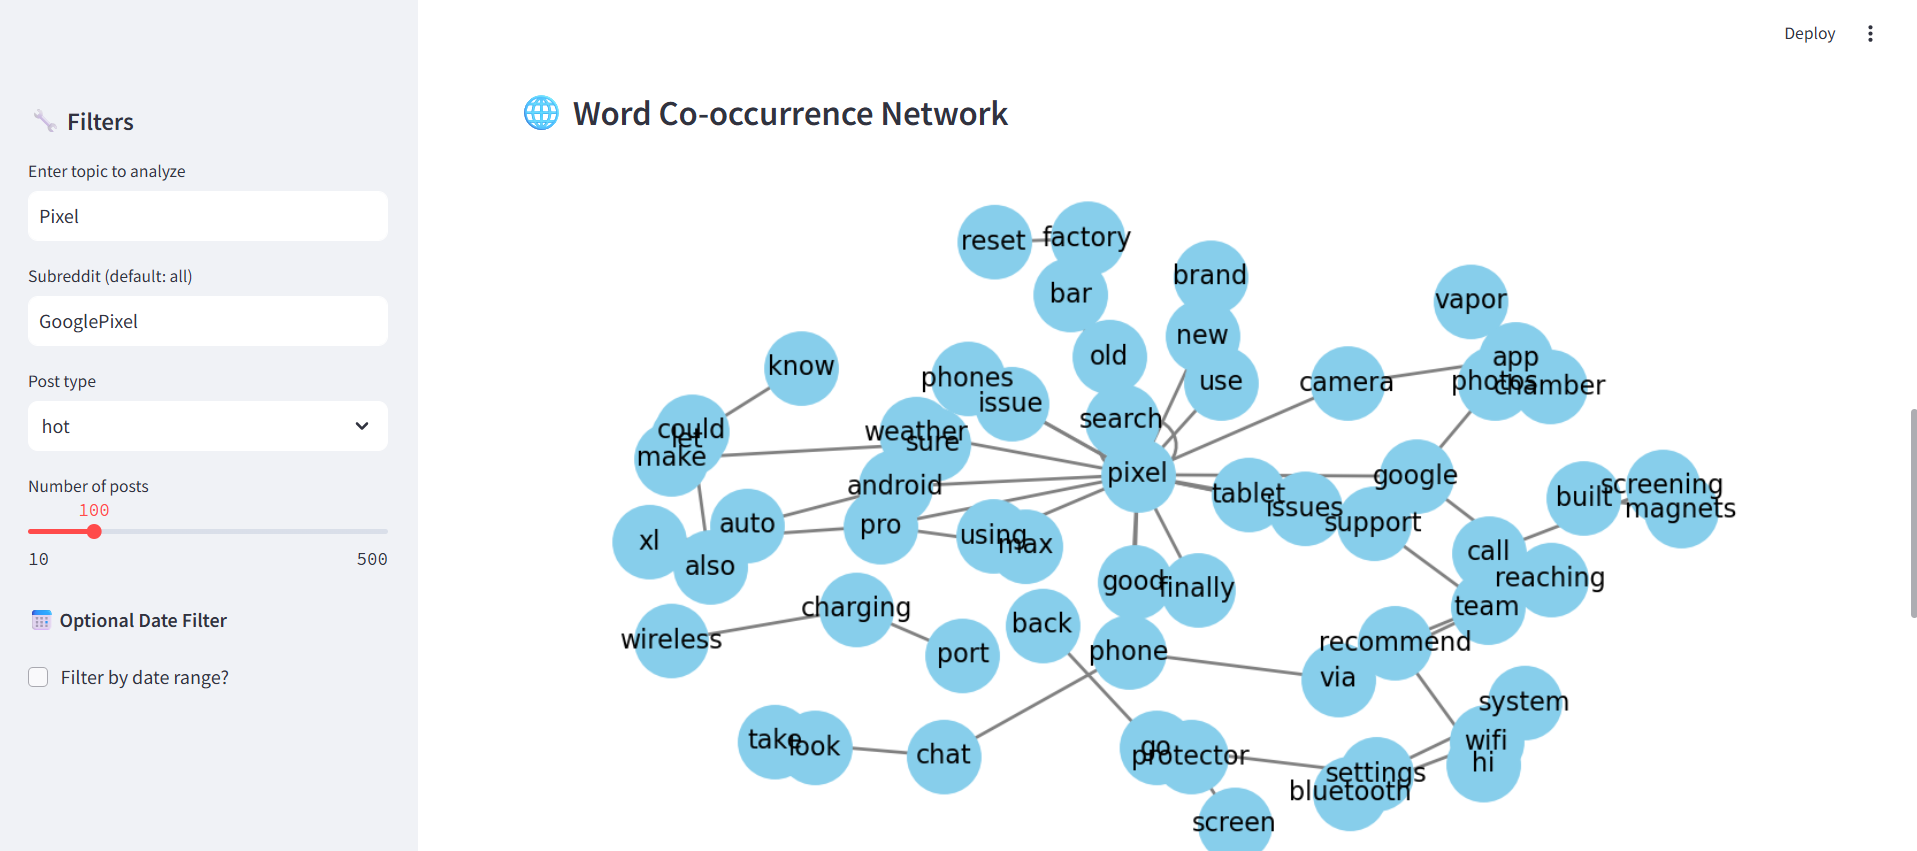 Deploy
Filters
Enter topic to analyze
Pixel
Subreddit (default: all)
GooglePixel
Post type
hot
Number of posts
100
10 500
Optional Date Filter
Filter by date range?
Word Co-occurrence Network
reset
factory
bar
brand
new
use
old
search
vapor
app
photos
chamber
camera
know
phones
issue
could
let
make
weather
sure
android
pixel
google
tablet
issues
support
built
screening
magnets
xl
auto
also
pro
using
max
call
reaching
team
good
finally
charging
wireless
port
back
phone
recommend
via
system
wifi
hi
take
look
chat
go
protector
settings
bluetooth
screen